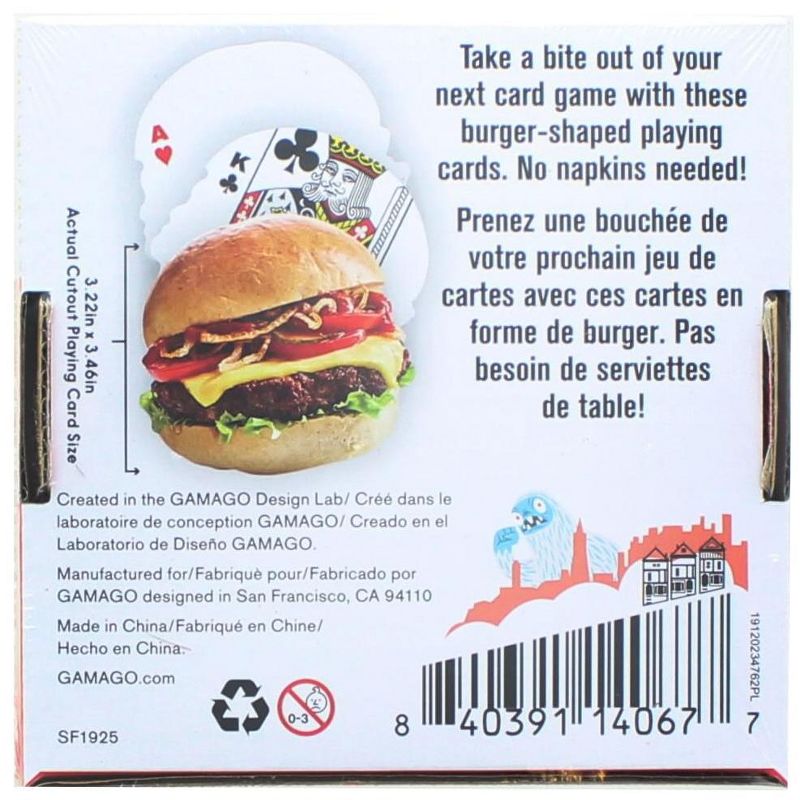 Take a bite out of your
next card game with these
burger-shaped playing
cards. No napkins needed!
Prenez une bouchée de
votre prochain jeu de
cartes avec ces cartes en
forme de burger. Pas
besoin de serviettes
de table!
A
K
3.22in x 3.46in
Actual Cutout Playing Card Size
Created in the GAMAGO Design Lab/ Créé dans le
laboratoire de conception GAMAGO/ Creado en el
Laboratorio de Diseño GAMAGO.
Manufactured for/Fabriquè pour/Fabricado por
GAMAGO designed in San Francisco, CA 94110
Made in China/Fabriqué en Chine/
Hecho en China.
GAMAGO.com
SF1925
0-3
8 40391 14067 7
19120234762PL